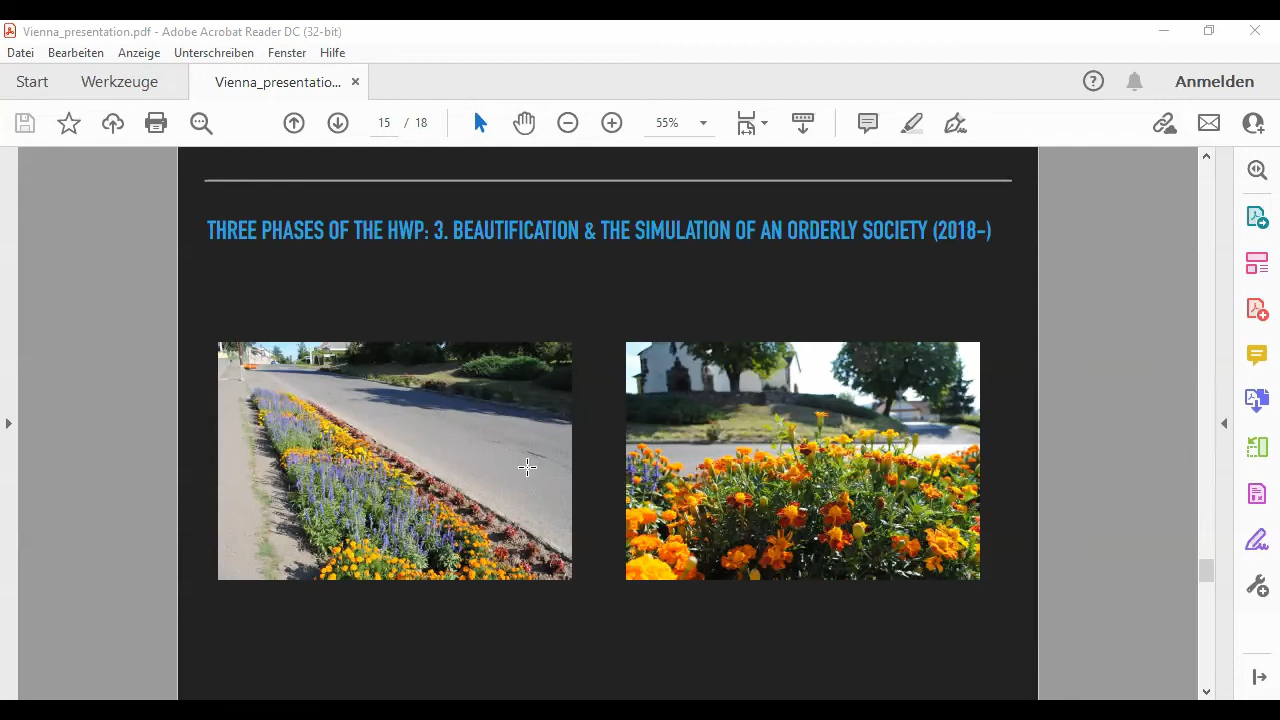 Vienna_presentation.pdf - Adobe Acrobat Reader DC (32-bit)
Datei Bearbeiten Anzeige Unterschreiben Fenster Hilfe
Start Werkzeuge Vienna_presentatio... Anmelden
15 / 18 55%
THREE PHASES OF THE HWP: 3. BEAUTIFICATION & THE SIMULATION OF AN ORDERLY SOCIETY (2018-)